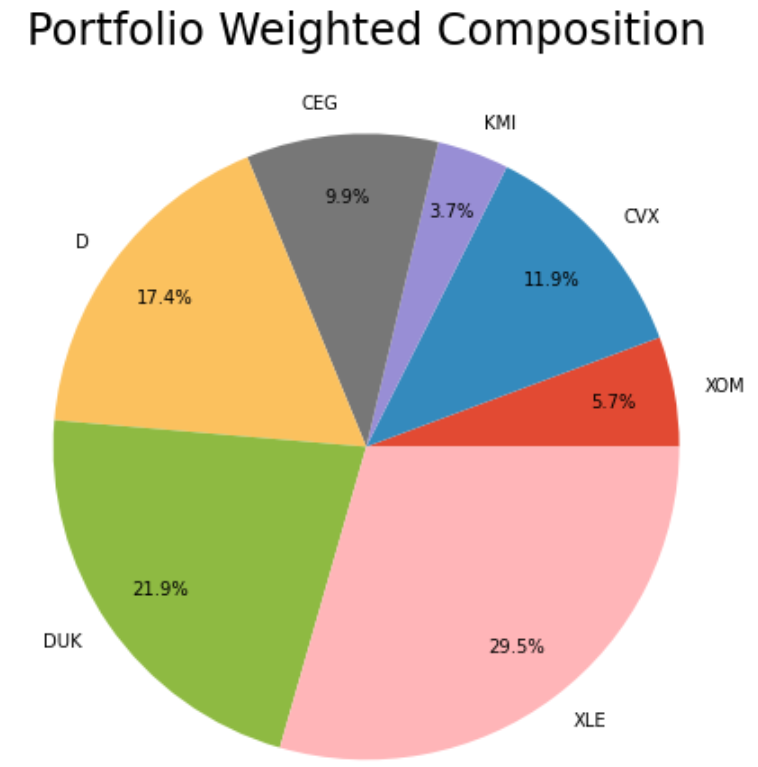 Portfolio Weighted Composition
CEG
KMI
9.9%
3.7%
CVX
D
11.9%
17.4%
XOM
5.7%
21.9%
DUK
29.5%
XLE